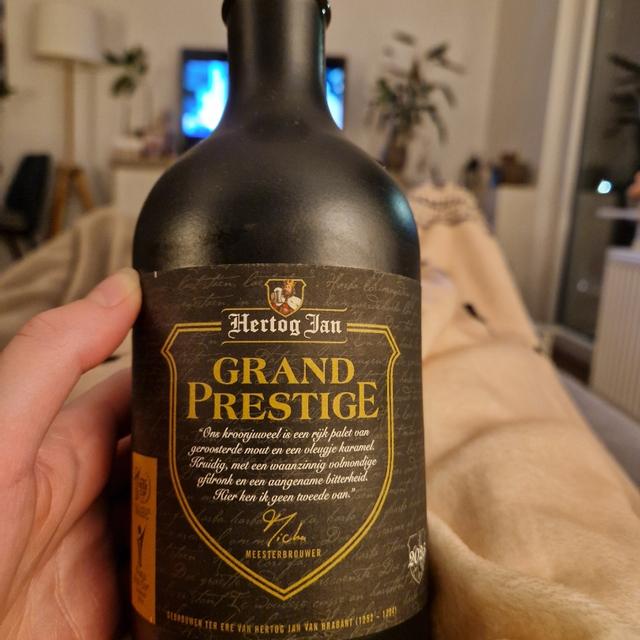 Hertog Jan
GRAND
PRESTIGE
"Ons kroonjuweel is een rijk palet van
geroosterde mout en een vleugje karamel.
Kruidig, met een waanzinnig volmondige
afdronk en een aangename bitterheid.
Hier ken ik geen tweede van."
MEESTERBROUWER
GEBROUWEN TER ERE VAN HERTOG JAN VAN BRABANT (1252 - 1294)